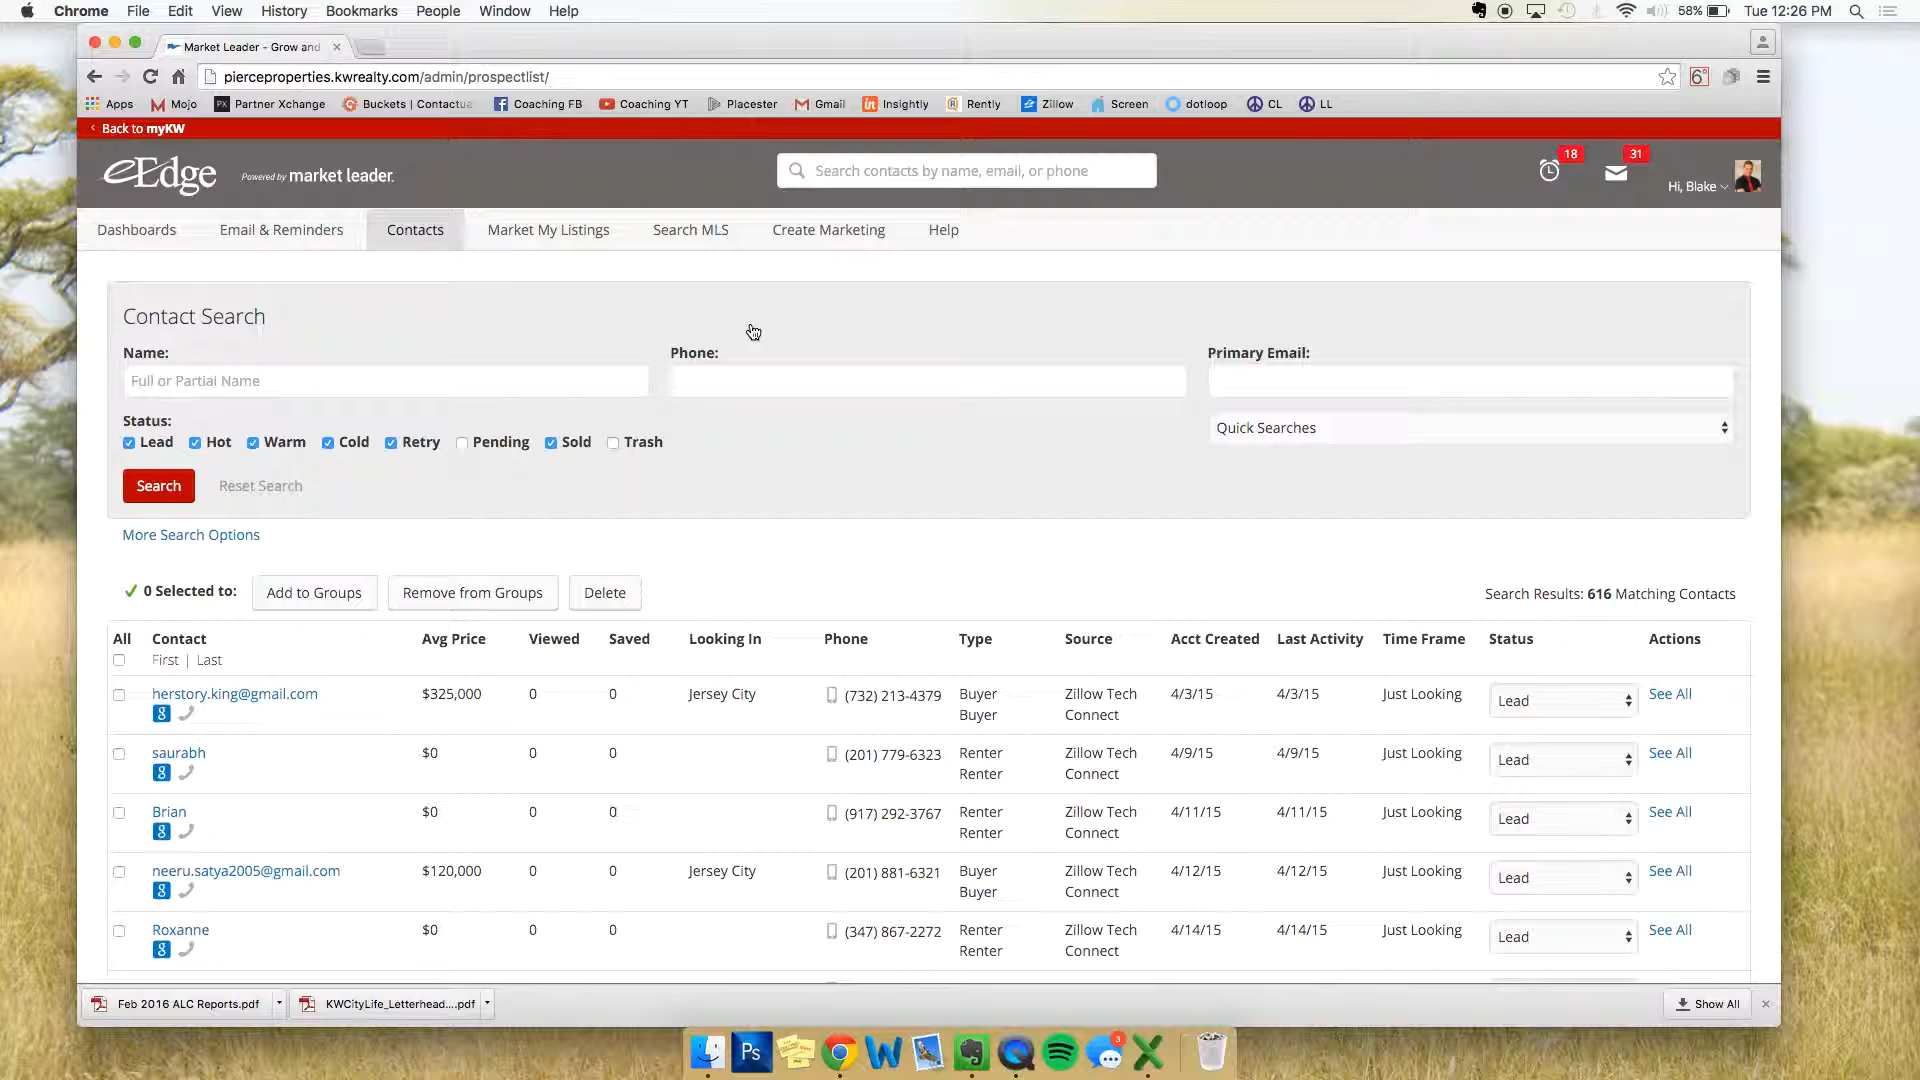 Chrome File Edit View History Bookmarks People Window Help
58% Tue 12:26 PM
Market Leader - Grow and
pierceproperties.kwrealty.com/admin/prospectlist/
6°
Apps Mojo PX Partner Xchange Buckets | Contactua Coaching FB Coaching YT Placester Gmail in Insightly Rently Zillow Screen dotloop CL LL
Back to myKW
eEdge Powered by market leader.
Search contacts by name, email, or phone
18 31
Hi, Blake
Dashboards Email & Reminders Contacts Market My Listings Search MLS Create Marketing Help
Contact Search
Name: Phone: Primary Email:
Full or Partial Name
Status:
Lead Hot Warm Cold Retry Pending Sold Trash
Quick Searches
Search Reset Search
More Search Options
0 Selected to: Add to Groups Remove from Groups Delete
Search Results: 616 Matching Contacts
All Contact Avg Price Viewed Saved Looking In Phone Type Source Acct Created Last Activity Time Frame Status Actions
First | Last
herstory.king@gmail.com $325,000 0 0 Jersey City (732) 213-4379 Buyer Zillow Tech 4/3/15 4/3/15 Just Looking Lead See All
g Buyer Connect
saurabh $0 0 0 (201) 779-6323 Renter Zillow Tech 4/9/15 4/9/15 Just Looking Lead See All
g Renter Connect
Brian $0 0 0 (917) 292-3767 Renter Zillow Tech 4/11/15 4/11/15 Just Looking Lead See All
g Renter Connect
neeru.satya2005@gmail.com $120,000 0 0 Jersey City (201) 881-6321 Buyer Zillow Tech 4/12/15 4/12/15 Just Looking Lead See All
g Buyer Connect
Roxanne $0 0 0 (347) 867-2272 Renter Zillow Tech 4/14/15 4/14/15 Just Looking Lead See All
g Renter Connect
Feb 2016 ALC Reports.pdf KWCityLife_Letterhead....pdf Show All
Ps W 3 X